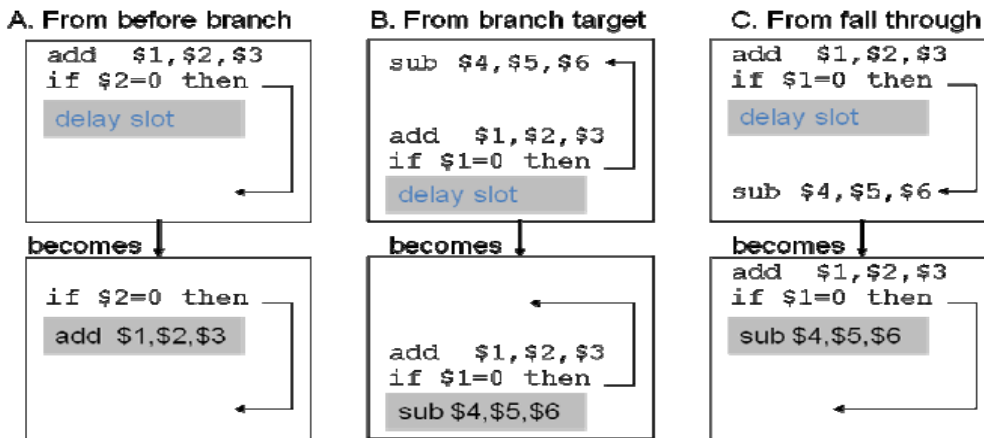 A. From before branch
add $1,$2,$3
if $2=0 then
delay slot
becomes
if $2=0 then
add $1,$2,$3
B. From branch target
sub $4,$5,$6
add $1,$2,$3
if $1=0 then
delay slot
becomes
add $1,$2,$3
if $1=0 then
sub $4,$5,$6
C. From fall through
add $1,$2,$3
if $1=0 then
delay slot
sub $4,$5,$6
becomes
add $1,$2,$3
if $1=0 then
sub $4,$5,$6